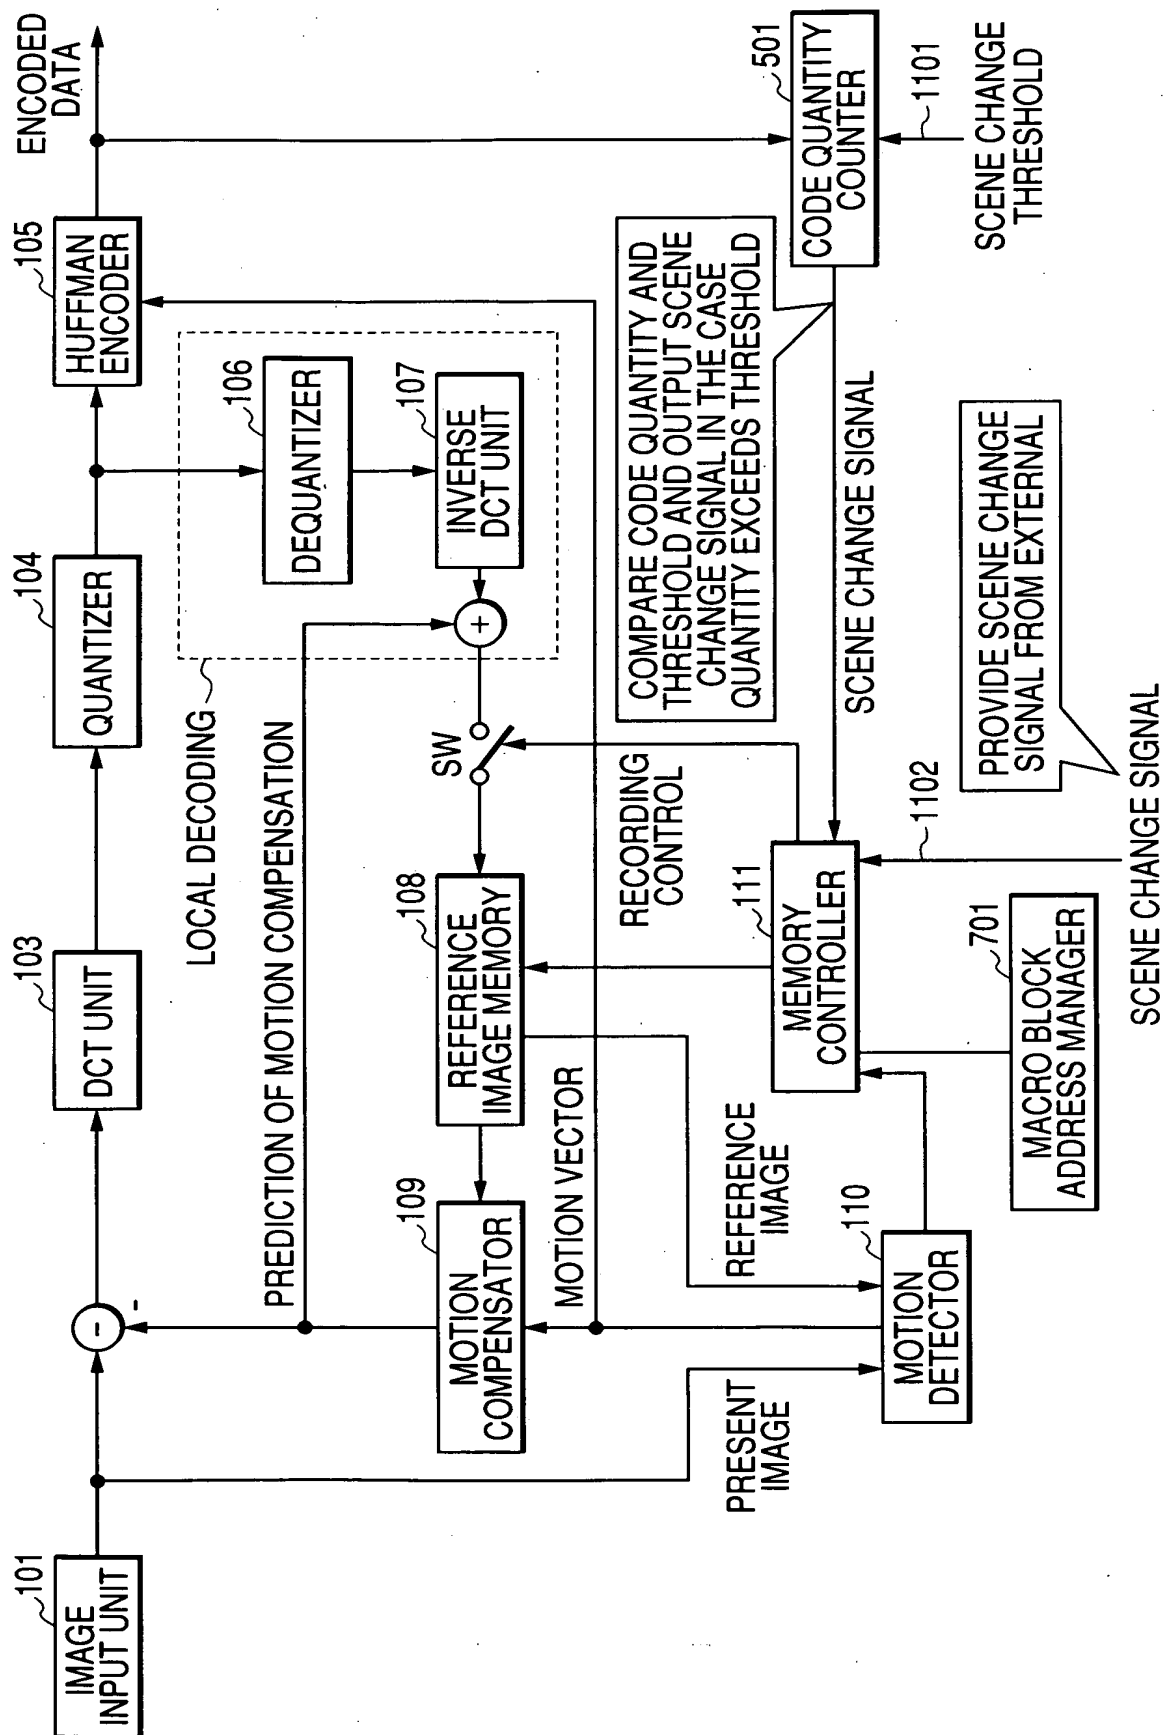 101
IMAGE
INPUT UNIT
-
-
103
DCT UNIT
104
QUANTIZER
105
HUFFMAN
ENCODER
ENCODED
DATA
LOCAL DECODING
106
DEQUANTIZER
107
INVERSE
DCT UNIT
+
PREDICTION OF MOTION COMPENSATION
SW
109
MOTION
COMPENSATOR
108
REFERENCE
IMAGE MEMORY
MOTION VECTOR
RECORDING
CONTROL
COMPARE CODE QUANTITY AND
THRESHOLD AND OUTPUT SCENE
CHANGE SIGNAL IN THE CASE
QUANTITY EXCEEDS THRESHOLD
501
CODE QUANTITY
COUNTER
1101
SCENE CHANGE
THRESHOLD
PRESENT
IMAGE
REFERENCE
IMAGE
110
MOTION
DETECTOR
111
MEMORY
CONTROLLER
SCENE CHANGE SIGNAL
1102
701
MACRO BLOCK
ADDRESS MANAGER
PROVIDE SCENE CHANGE
SIGNAL FROM EXTERNAL
SCENE CHANGE SIGNAL